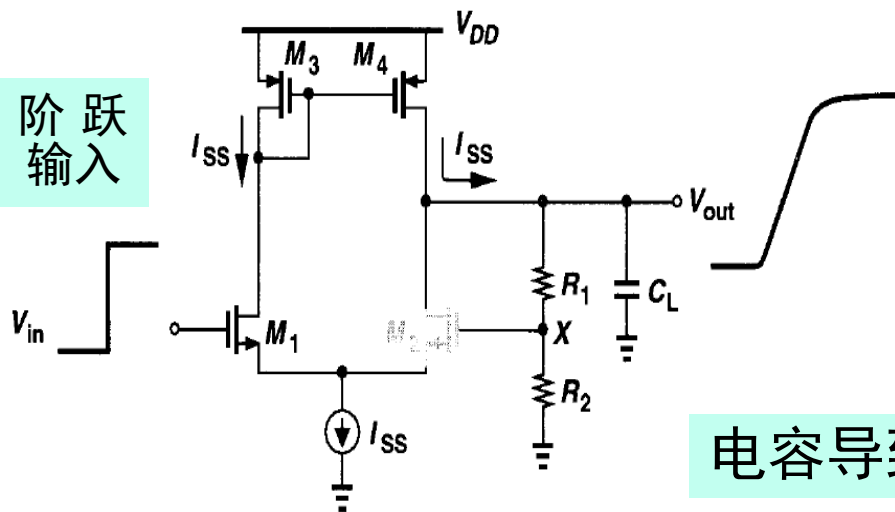 V_DD
M_3
M_4
阶 跃
输入
I_SS
I_SS
V_out
R_1
C_L
V_in
M_1
X
R_2
I_SS
电容导